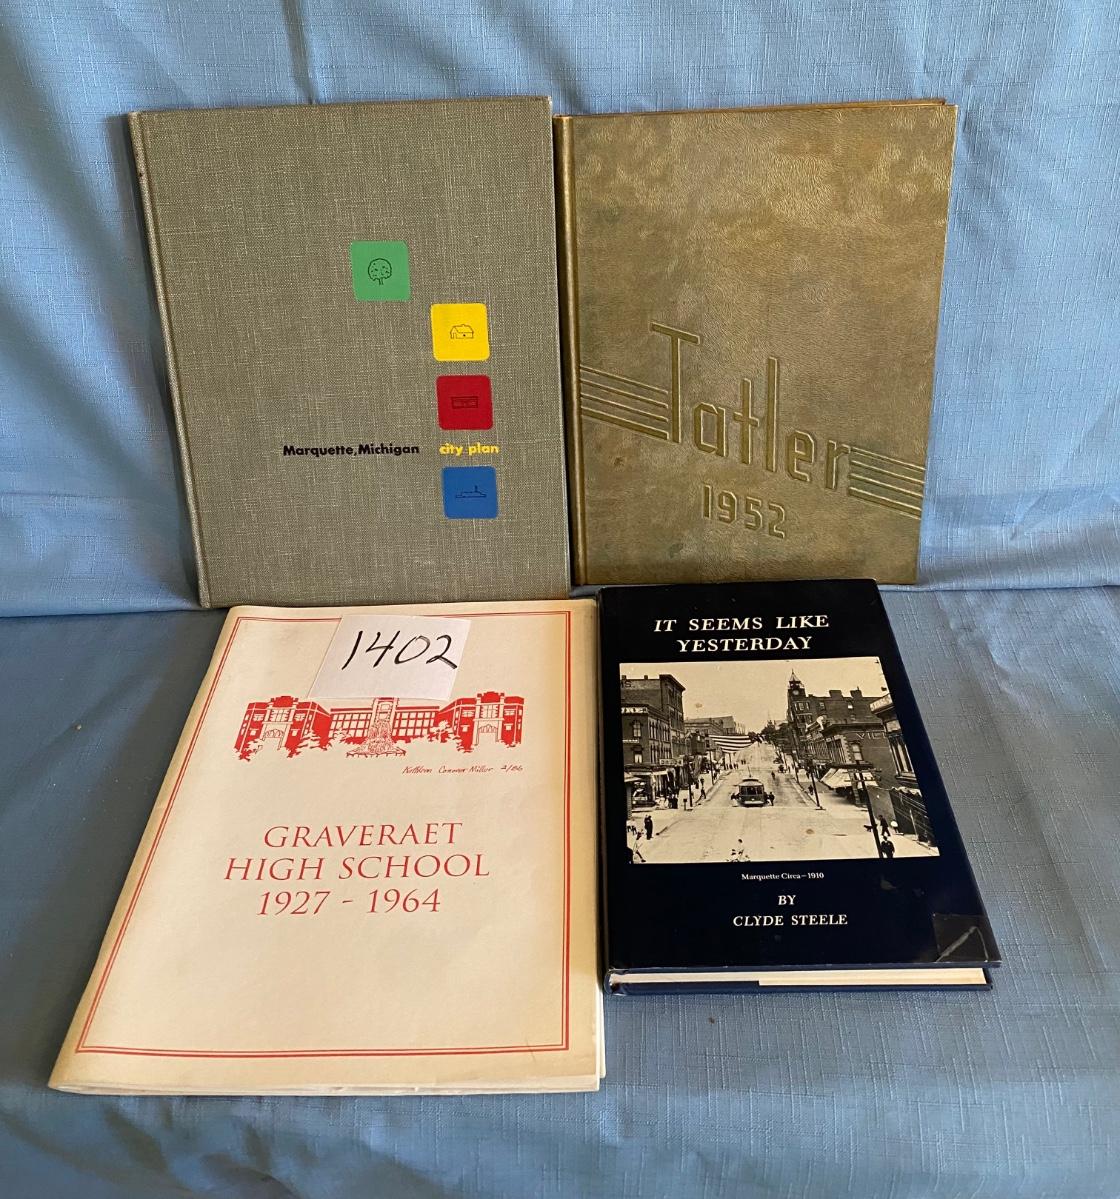 Marquette, Michigan city plan
Tatler
1952
1402
Kathleen Conover Miller 2/86
GRAVERAET
HIGH SCHOOL
1927 - 1964
IT SEEMS LIKE
YESTERDAY
Marquette Circa—1910
BY
CLYDE STEELE